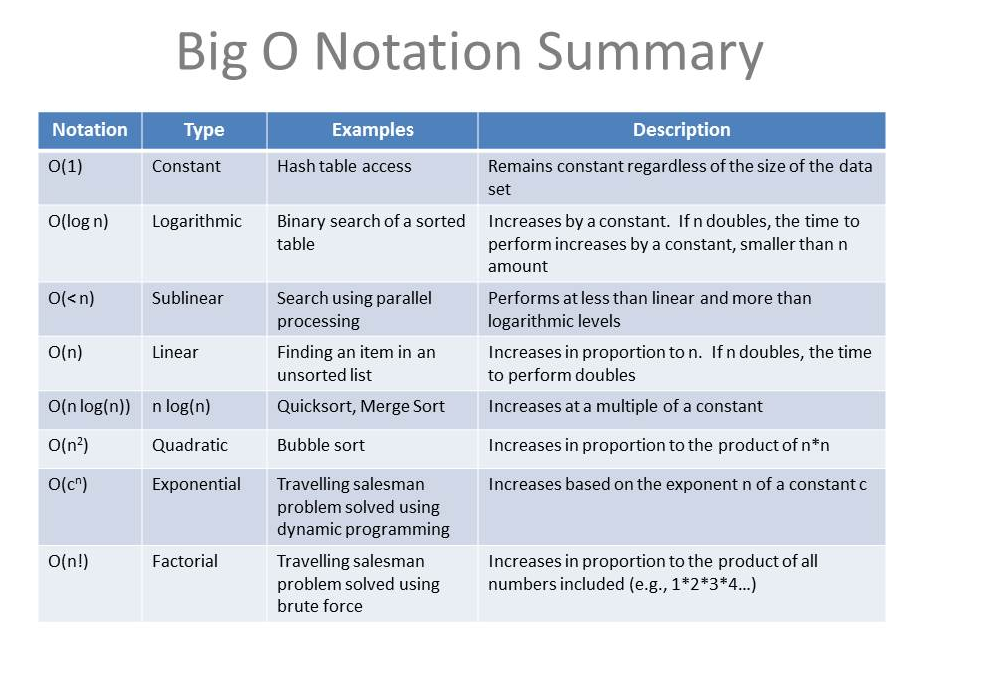 Big O Notation Summary
Notation Type Examples Description
O(1) Constant Hash table access Remains constant regardless of the size of the data
set
O(log n) Logarithmic Binary search of a sorted Increases by a constant. If n doubles, the time to
table perform increases by a constant, smaller than n
amount
O(< n) Sublinear Search using parallel Performs at less than linear and more than
processing logarithmic levels
O(n) Linear Finding an item in an Increases in proportion to n. If n doubles, the time
unsorted list to perform doubles
O(n log(n)) n log(n) Quicksort, Merge Sort Increases at a multiple of a constant
O(n²) Quadratic Bubble sort Increases in proportion to the product of n*n
O(cⁿ) Exponential Travelling salesman Increases based on the exponent n of a constant c
problem solved using
dynamic programming
O(n!) Factorial Travelling salesman Increases in proportion to the product of all
problem solved using numbers included (e.g., 1*2*3*4…)
brute force